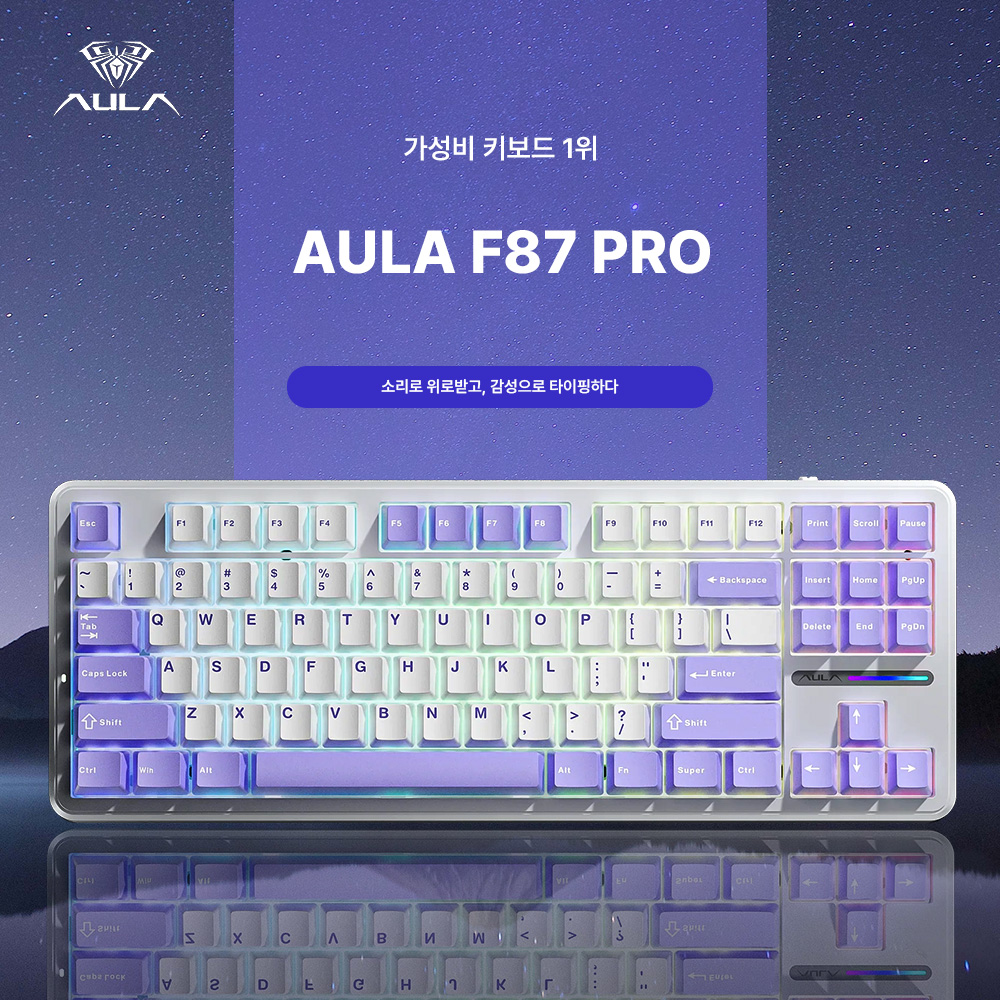 AULA
가성비 키보드 1위
AULA F87 PRO
소리로 위로받고, 감성으로 타이핑하다
Esc F1 F2 F3 F4 F5 F6 F7 F8 F9 F10 F11 F12 Print Scroll Pause
~ ! @ # $ % ^ & * ( ) — +
` 1 2 3 4 5 6 7 8 9 0 - = ← Backspace Insert Home PgUp
Tab Q W E R T Y U I O P { [ } ] | \ Delete End PgDn
Caps Lock A S D F G H J K L : ; " ' Enter
AULA
Shift Z X C V B N M < , > . ? / Shift ↑
Ctrl Win Alt Alt Fn Super Ctrl ← ↓ →